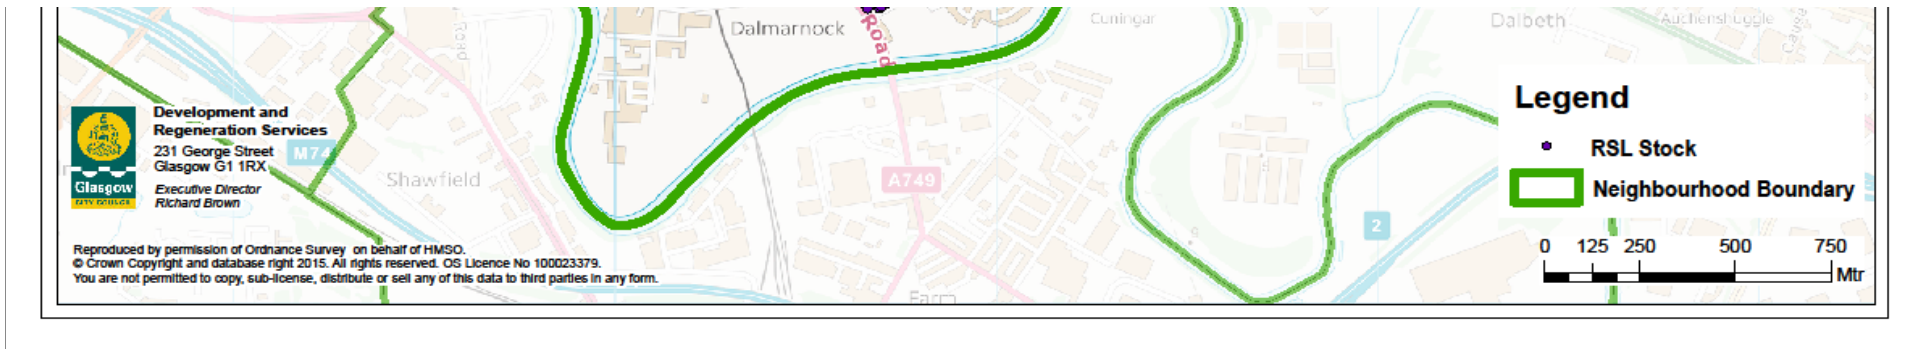 Dalmarnock
Road
Cuningar
Dalbeth
Auchenshuggle
Road
Development and
Regeneration Services
231 George Street
Glasgow G1 1RX
Executive Director
Richard Brown
Glasgow
CITY COUNCIL
M74
Shawfield
A749
2
Farm
Legend
RSL Stock
Neighbourhood Boundary
0 125 250 500 750
Mtr
Reproduced by permission of Ordnance Survey on behalf of HMSO.
© Crown Copyright and database right 2015. All rights reserved. OS Licence No 100023379.
You are not permitted to copy, sub-license, distribute or sell any of this data to third parties in any form.